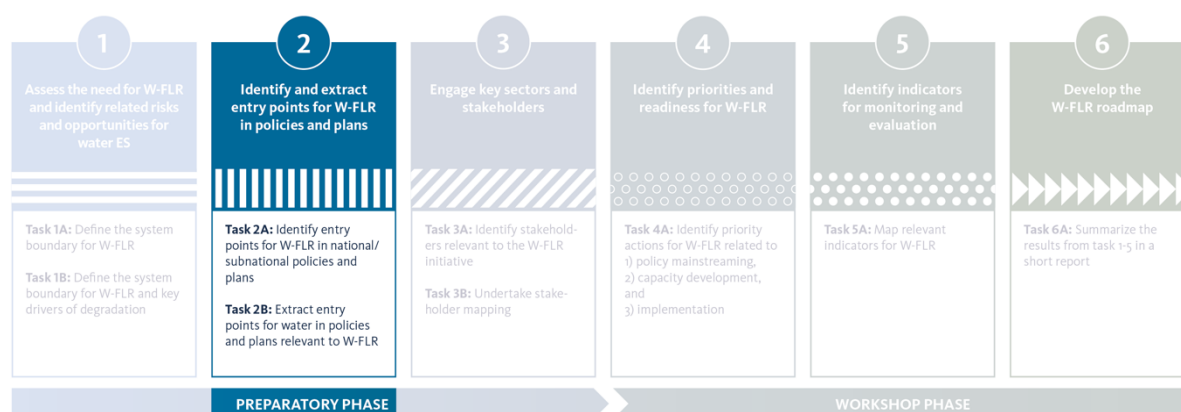 1
Assess the need for W-FLR
and identify related risks
and opportunities for
water ES
Task 1A: Define the system
boundary for W-FLR
Task 1B: Define the system
boundary for W-FLR and key
drivers of degradation
2
Identify and extract
entry points for W-FLR
in policies and plans
Task 2A: Identify entry
points for W-FLR in national/
subnational policies and
plans
Task 2B: Extract entry
points for water in policies
and plans relevant to W-FLR
3
Engage key sectors and
stakeholders
Task 3A: Identify stakehold-
ers relevant to the W-FLR
initiative
Task 3B: Undertake stake-
holder mapping
4
Identify priorities and
readiness for W-FLR
Task 4A: Identify priority
actions for W-FLR related to
1) policy mainstreaming,
2) capacity development,
and
3) implementation
5
Identify indicators
for monitoring and
evaluation
Task 5A: Map relevant
indicators for W-FLR
6
Develop the
W-FLR roadmap
Task 6A: Summarize the
results from task 1-5 in a
short report
PREPARATORY PHASE
WORKSHOP PHASE